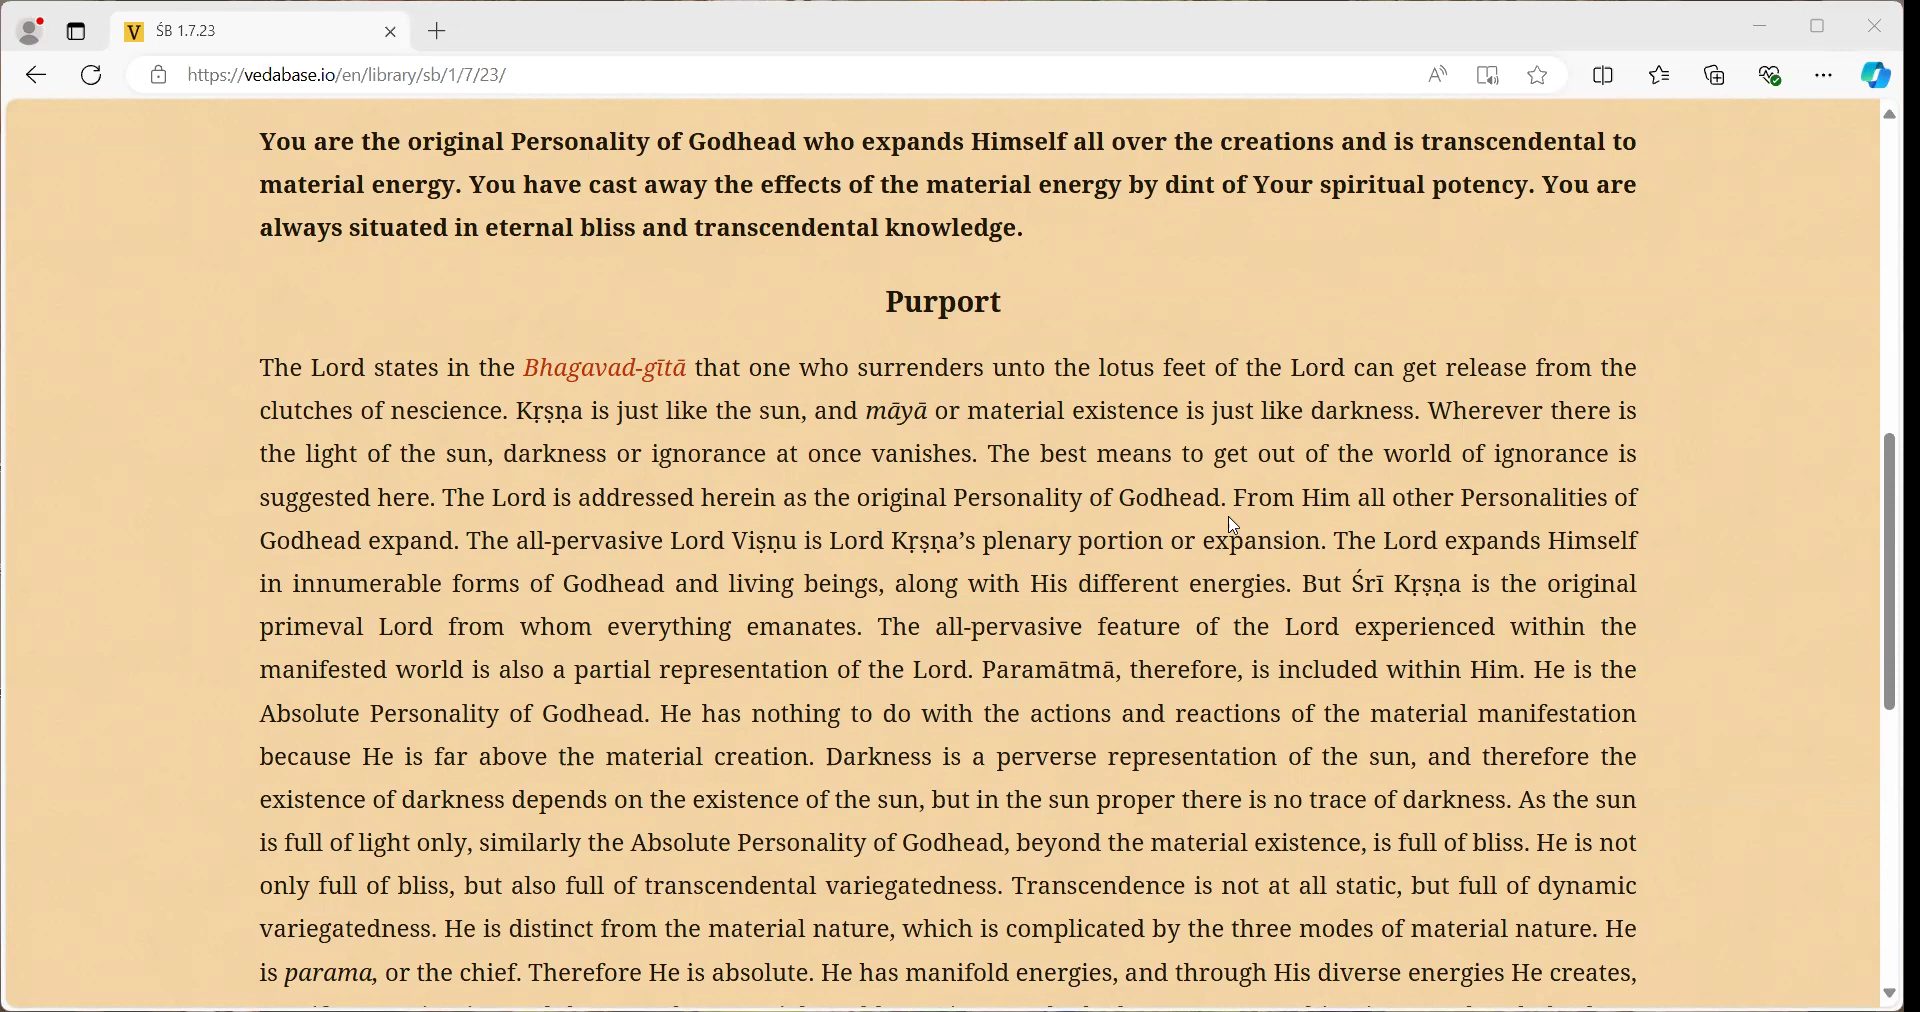 ŚB 1.7.23
https://vedabase.io/en/library/sb/1/7/23/
You are the original Personality of Godhead who expands Himself all over the creations and is transcendental to
material energy. You have cast away the effects of the material energy by dint of Your spiritual potency. You are
always situated in eternal bliss and transcendental knowledge.
Purport
The Lord states in the Bhagavad-gītā that one who surrenders unto the lotus feet of the Lord can get release from the
clutches of nescience. Kṛṣṇa is just like the sun, and māyā or material existence is just like darkness. Wherever there is
the light of the sun, darkness or ignorance at once vanishes. The best means to get out of the world of ignorance is
suggested here. The Lord is addressed herein as the original Personality of Godhead. From Him all other Personalities of
Godhead expand. The all-pervasive Lord Viṣṇu is Lord Kṛṣṇa’s plenary portion or expansion. The Lord expands Himself
in innumerable forms of Godhead and living beings, along with His different energies. But Śrī Kṛṣṇa is the original
primeval Lord from whom everything emanates. The all-pervasive feature of the Lord experienced within the
manifested world is also a partial representation of the Lord. Paramātmā, therefore, is included within Him. He is the
Absolute Personality of Godhead. He has nothing to do with the actions and reactions of the material manifestation
because He is far above the material creation. Darkness is a perverse representation of the sun, and therefore the
existence of darkness depends on the existence of the sun, but in the sun proper there is no trace of darkness. As the sun
is full of light only, similarly the Absolute Personality of Godhead, beyond the material existence, is full of bliss. He is not
only full of bliss, but also full of transcendental variegatedness. Transcendence is not at all static, but full of dynamic
variegatedness. He is distinct from the material nature, which is complicated by the three modes of material nature. He
is parama, or the chief. Therefore He is absolute. He has manifold energies, and through His diverse energies He creates,